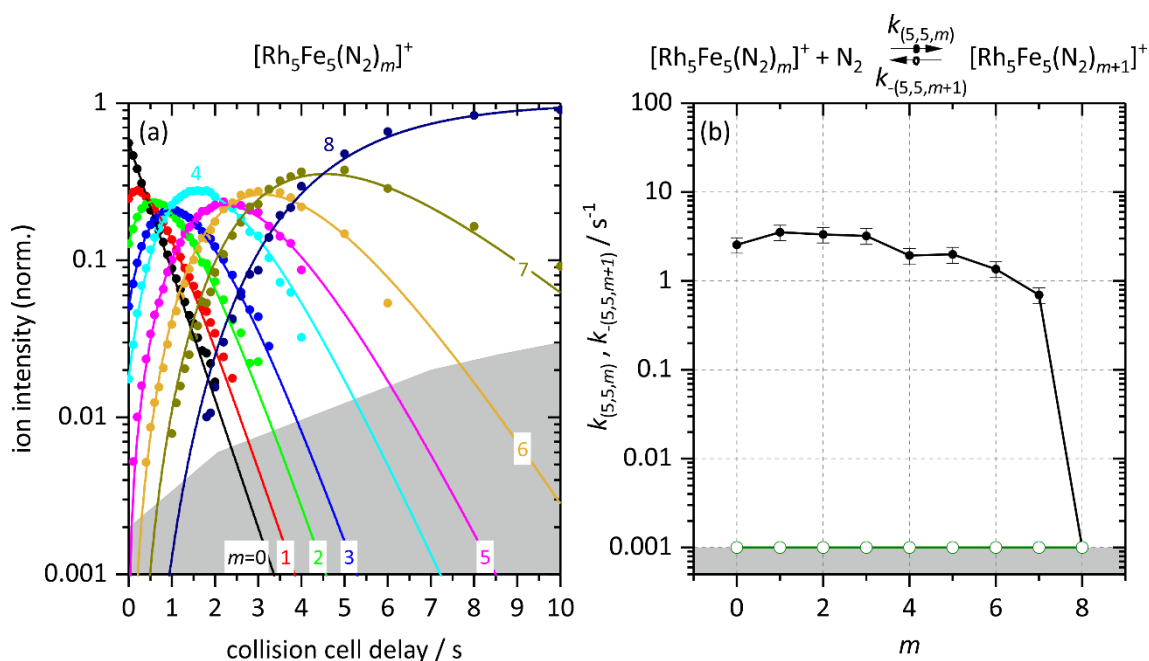 [Rh₅Fe₅(N₂)ₘ]⁺
(a)
ion intensity (norm.)
1
0.1
0.01
0.001
4
8
7
6
m=0
1
2
3
5
0 1 2 3 4 5 6 7 8 9 10
collision cell delay / s
k(5,5,m)
[Rh₅Fe₅(N₂)ₘ]⁺ + N₂ [Rh₅Fe₅(N₂)ₘ₊₁]⁺
k-(5,5,m+1)
(b)
k(5,5,m) , k-(5,5,m+1) / s⁻¹
100
10
1
0.1
0.01
0.001
0 2 4 6 8
m